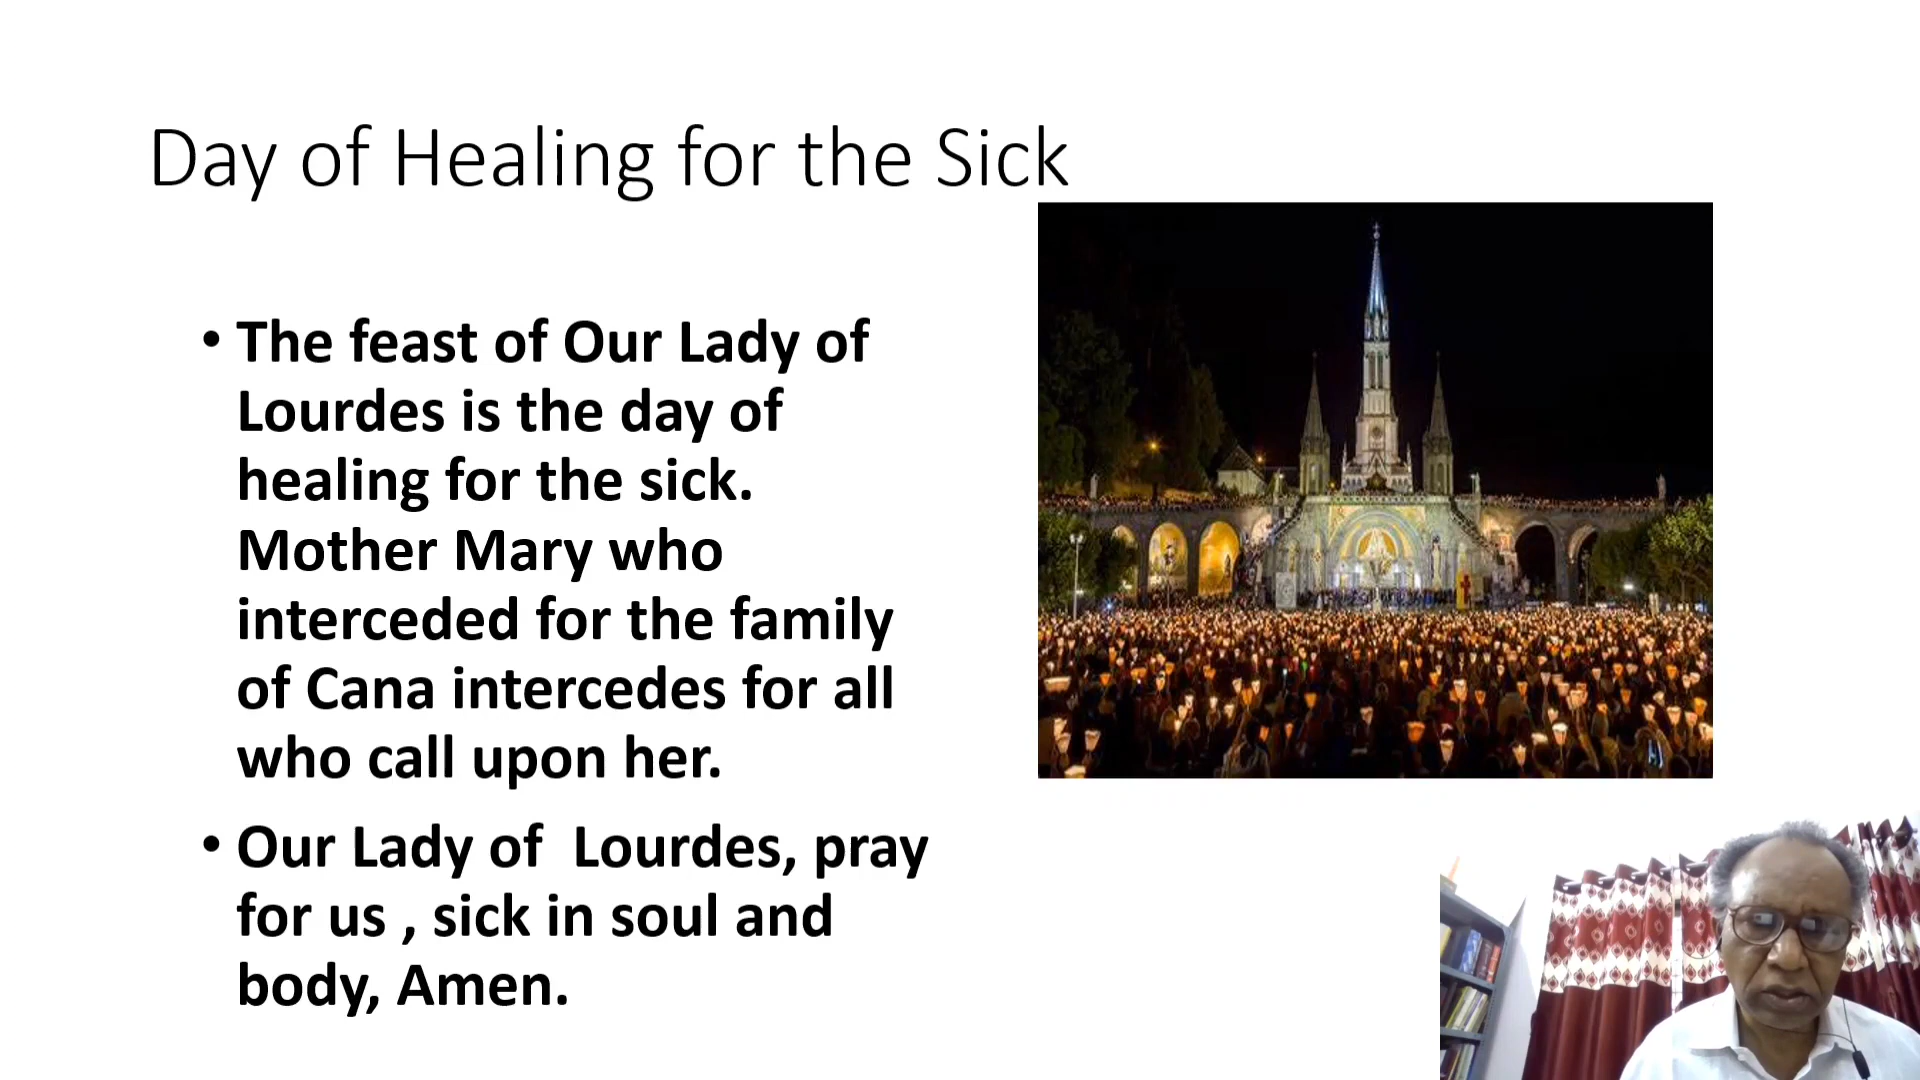 Day of Healing for the Sick
• The feast of Our Lady of
Lourdes is the day of
healing for the sick.
Mother Mary who
interceded for the family
of Cana intercedes for all
who call upon her.
• Our Lady of  Lourdes, pray
for us , sick in soul and
body, Amen.